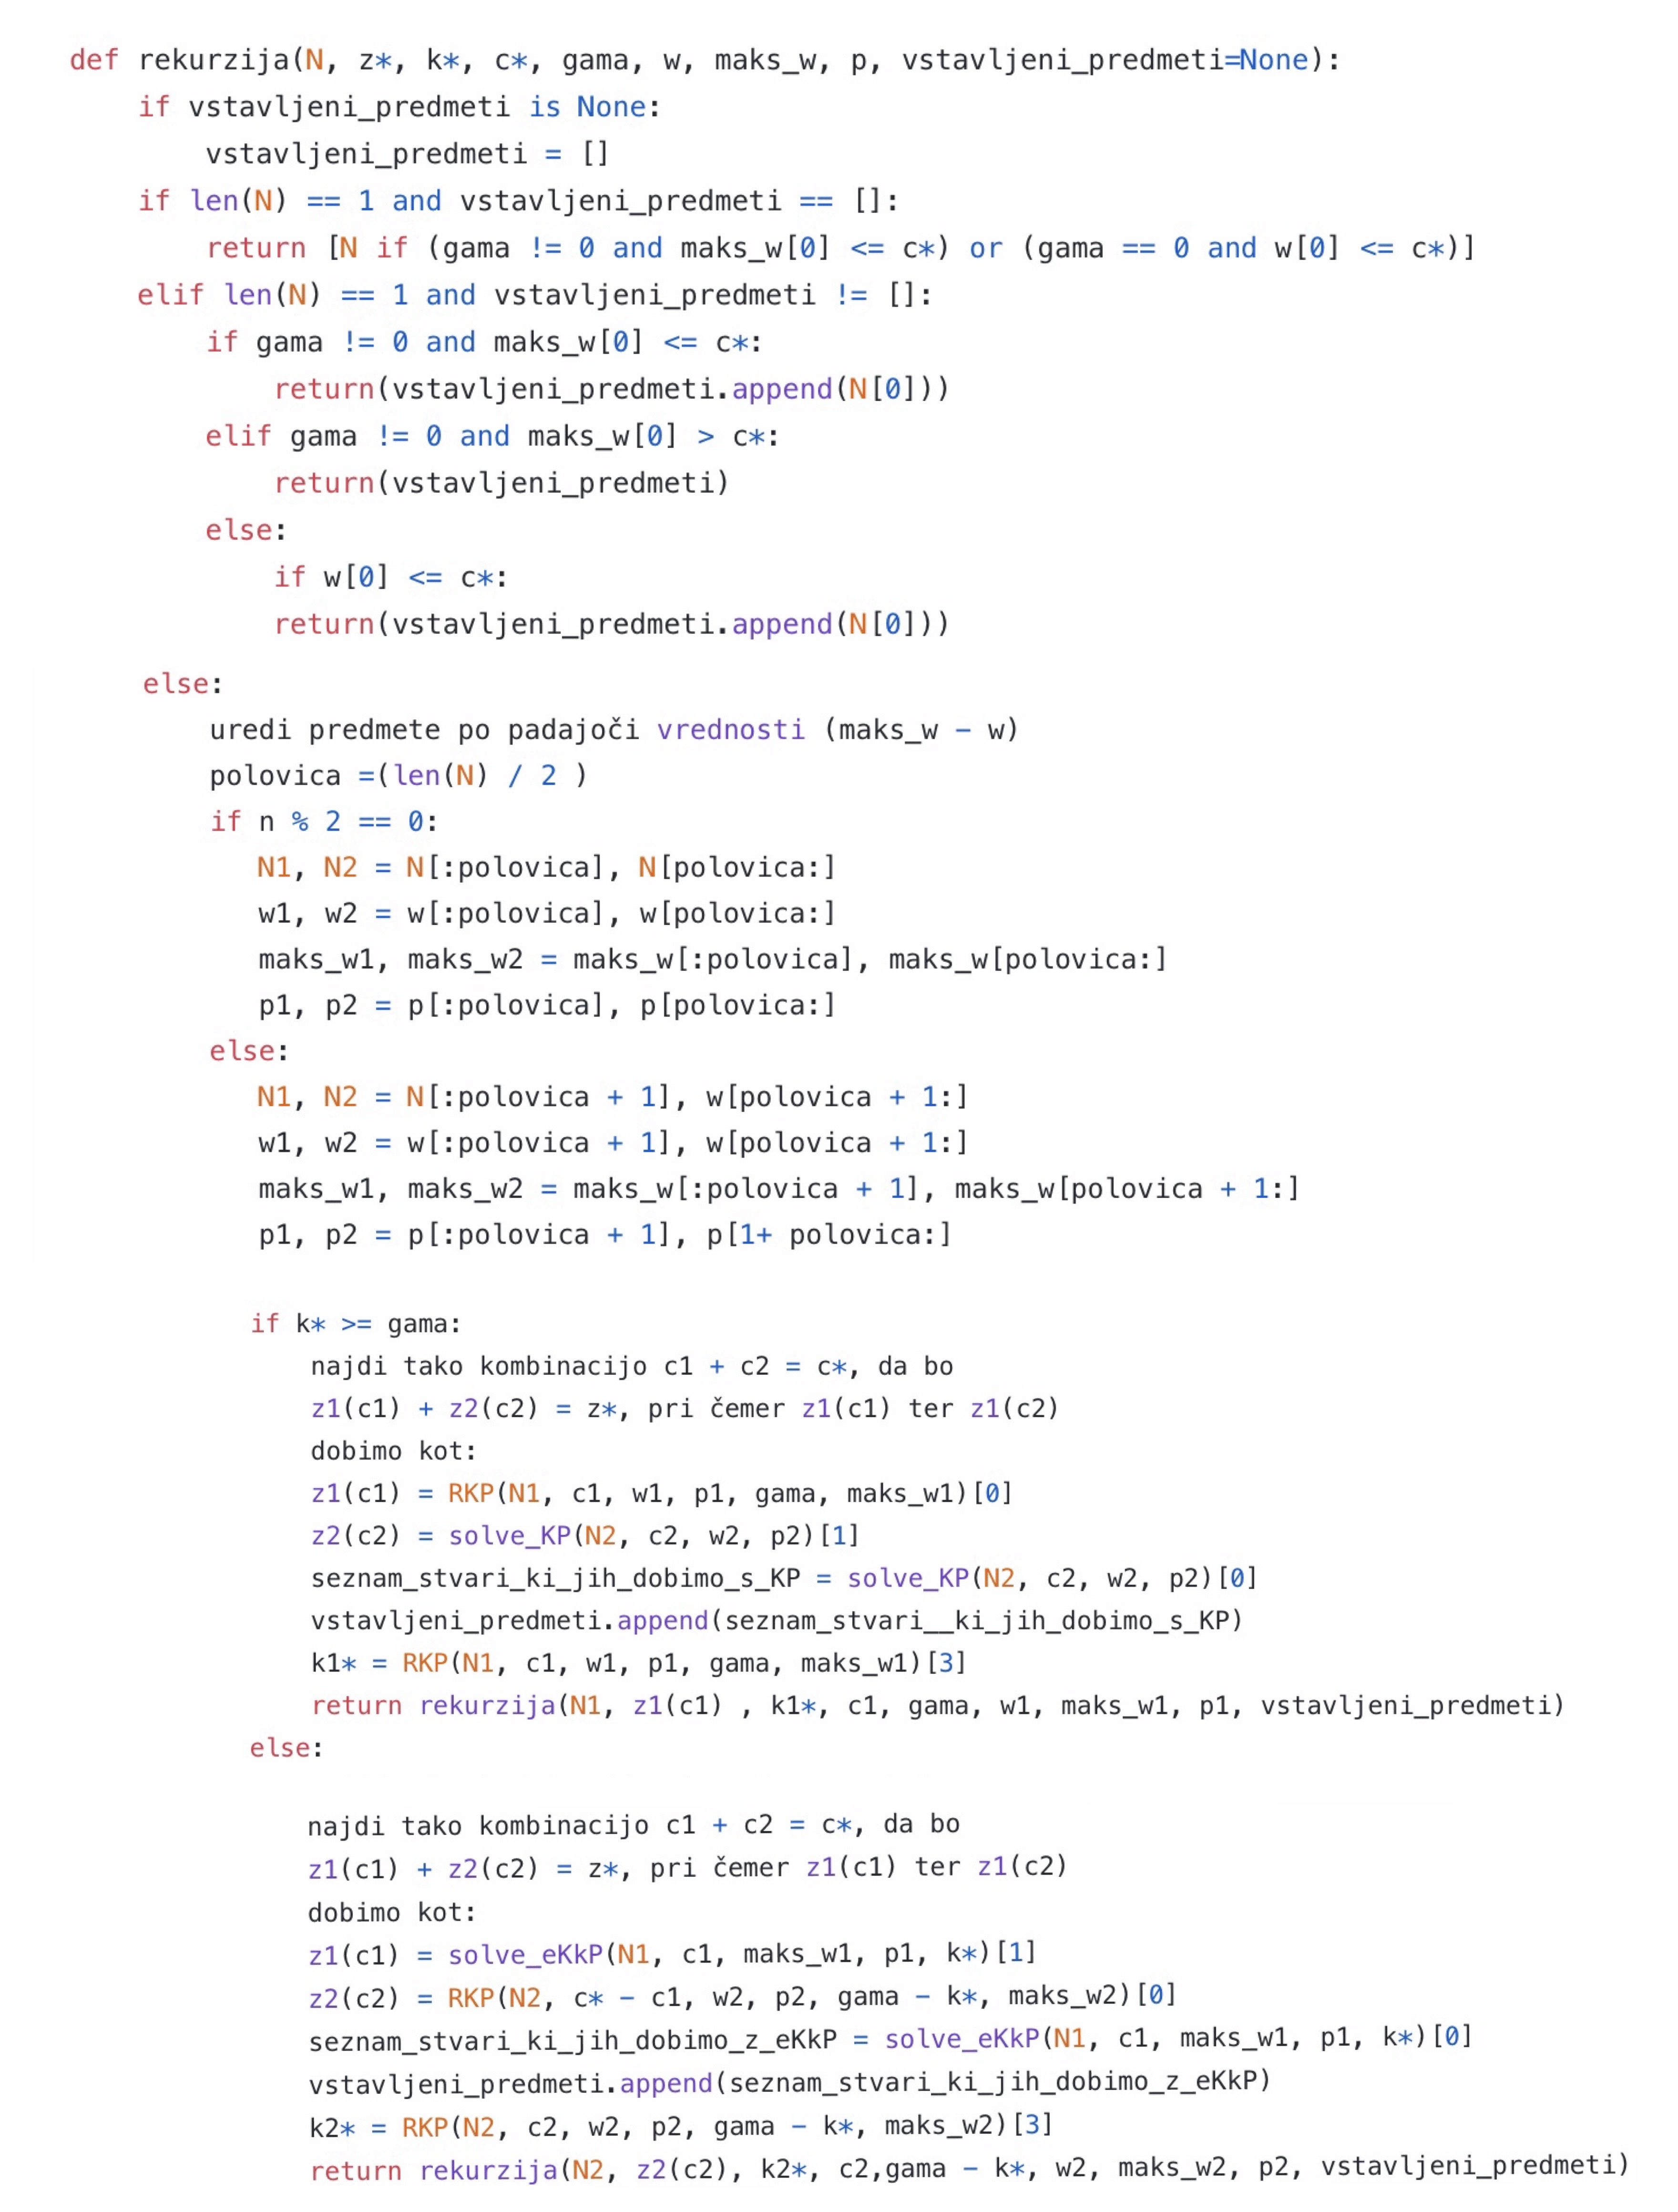 def rekurzija(N, z*, k*, c*, gama, w, maks_w, p, vstavljeni_predmeti=None):
    if vstavljeni_predmeti is None:
        vstavljeni_predmeti = []
    if len(N) == 1 and vstavljeni_predmeti == []:
        return [N if (gama != 0 and maks_w[0] <= c*) or (gama == 0 and w[0] <= c*)]
    elif len(N) == 1 and vstavljeni_predmeti != []:
        if gama != 0 and maks_w[0] <= c*:
            return(vstavljeni_predmeti.append(N[0]))
        elif gama != 0 and maks_w[0] > c*:
            return(vstavljeni_predmeti)
        else:
            if w[0] <= c*:
            return(vstavljeni_predmeti.append(N[0]))
    else:
        uredi predmete po padajoči vrednosti (maks_w - w)
        polovica =(len(N) / 2 )
        if n % 2 == 0:
           N1, N2 = N[:polovica], N[polovica:]
           w1, w2 = w[:polovica], w[polovica:]
           maks_w1, maks_w2 = maks_w[:polovica], maks_w[polovica:]
           p1, p2 = p[:polovica], p[polovica:]
        else:
           N1, N2 = N[:polovica + 1], w[polovica + 1:]
           w1, w2 = w[:polovica + 1], w[polovica + 1:]
           maks_w1, maks_w2 = maks_w[:polovica + 1], maks_w[polovica + 1:]
           p1, p2 = p[:polovica + 1], p[1+ polovica:]
        if k* >= gama:
            najdi tako kombinacijo c1 + c2 = c*, da bo
            z1(c1) + z2(c2) = z*, pri čemer z1(c1) ter z1(c2)
            dobimo kot:
            z1(c1) = RKP(N1, c1, w1, p1, gama, maks_w1)[0]
            z2(c2) = solve_KP(N2, c2, w2, p2)[1]
            seznam_stvari_ki_jih_dobimo_s_KP = solve_KP(N2, c2, w2, p2)[0]
            vstavljeni_predmeti.append(seznam_stvari__ki_jih_dobimo_s_KP)
            k1* = RKP(N1, c1, w1, p1, gama, maks_w1)[3]
            return rekurzija(N1, z1(c1) , k1*, c1, gama, w1, maks_w1, p1, vstavljeni_predmeti)
        else:
            najdi tako kombinacijo c1 + c2 = c*, da bo
            z1(c1) + z2(c2) = z*, pri čemer z1(c1) ter z1(c2)
            dobimo kot:
            z1(c1) = solve_eKkP(N1, c1, maks_w1, p1, k*)[1]
            z2(c2) = RKP(N2, c* - c1, w2, p2, gama - k*, maks_w2)[0]
            seznam_stvari_ki_jih_dobimo_z_eKkP = solve_eKkP(N1, c1, maks_w1, p1, k*)[0]
            vstavljeni_predmeti.append(seznam_stvari_ki_jih_dobimo_z_eKkP)
            k2* = RKP(N2, c2, w2, p2, gama - k*, maks_w2)[3]
            return rekurzija(N2, z2(c2), k2*, c2,gama - k*, w2, maks_w2, p2, vstavljeni_predmeti)